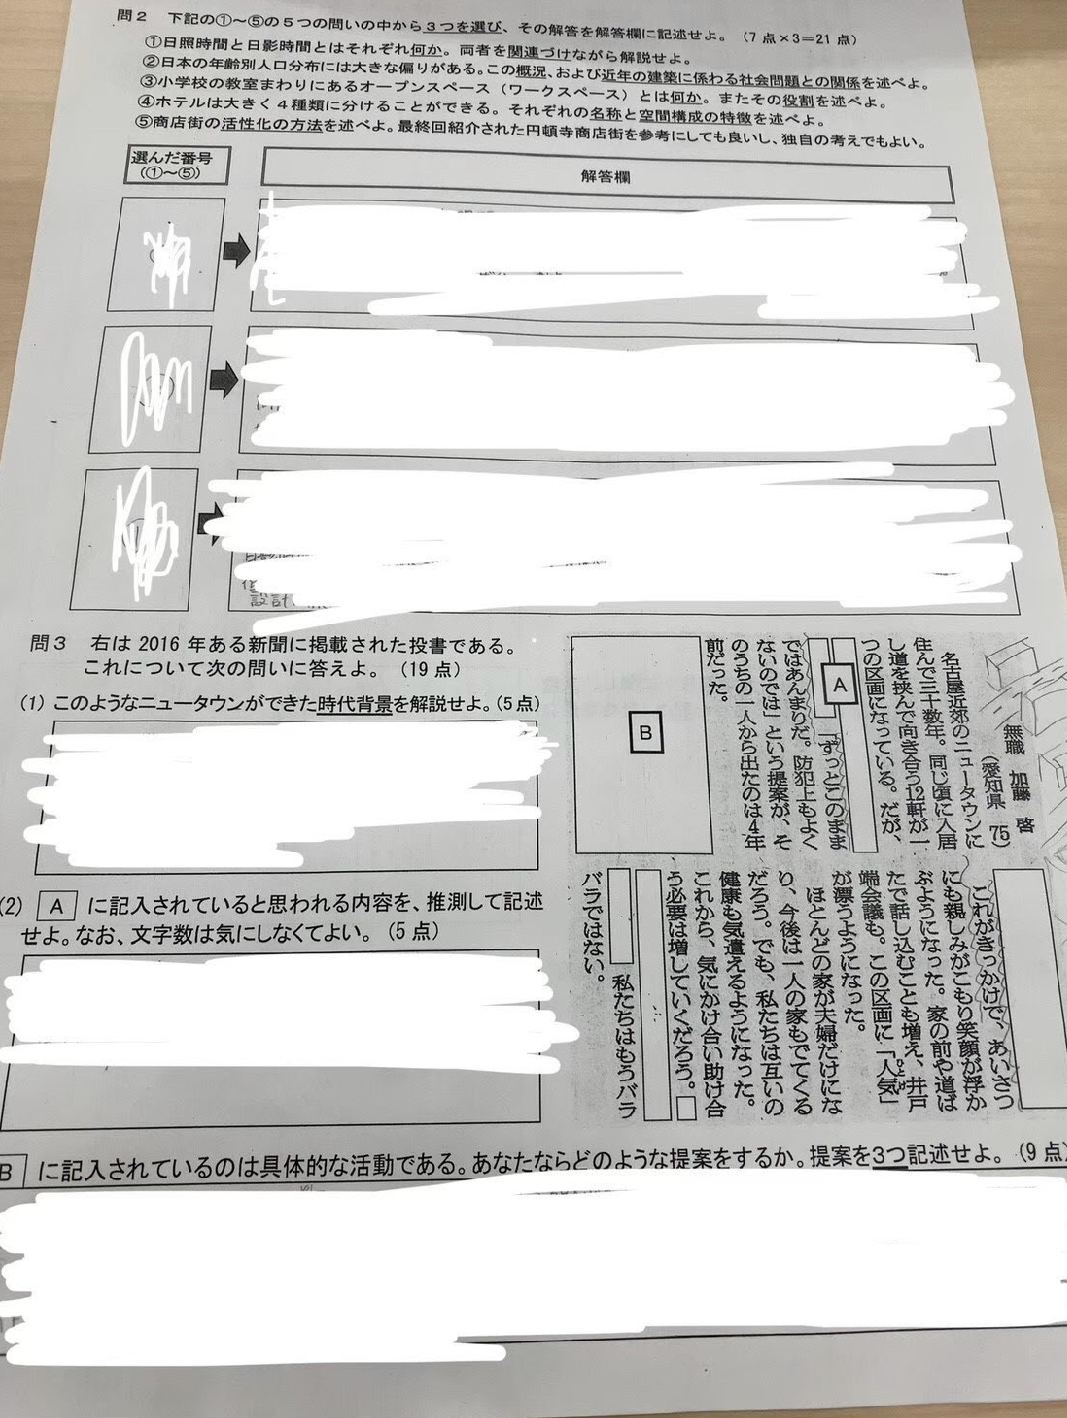 問2 下記の①～⑤の5つの問いの中から3つを選び、その解答を解答欄に記述せよ。(7点×3=21点)
①日照時間と日影時間とはそれぞれ何か。両者を関連づけながら解説せよ。
②日本の年齢別人口分布には大きな偏りがある。この概況、および近年の建築に係わる社会問題との関係を述べよ。
③小学校の教室まわりにあるオープンスペース(ワークスペース)とは何か。またその役割を述べよ。
④ホテルは大きく4種類に分けることができる。それぞれの名称と空間構成の特徴を述べよ。
⑤商店街の活性化の方法を述べよ。最終回紹介された円頓寺商店街を参考にしても良いし、独自の考えでもよい。
選んだ番号
(①～⑤)
解答欄
設計
問3 右は2016年ある新聞に掲載された投書である。
これについて次の問いに答えよ。(19点)
(1) このようなニュータウンができた時代背景を解説せよ。(5点)
(2) A に記入されていると思われる内容を、推測して記述
せよ。なお、文字数は気にしなくてよい。(5点)
無職 加藤 啓
(愛知県 75)
名古屋近郊のニュータウンに
住んで三十数年。同じ頃に入居
し道を挟んで向き合う12軒が一
つの区画になっている。だが、
A
「ずっとこのまま
ではあんまりだ。防犯上もよく
ないのでは」という提案が、そ
のうちの一人から出たのは4年
前だった。
B
これがきっかけで、あいさつ
にも親しみがこもり笑顔が浮か
ぶようになった。家の前や道ば
たで話し込むことも増え、井戸
端会議も。この区画に「人気」
ひとけ
が漂うようになった。
ほとんどの家が夫婦だけにな
り、今後は一人の家もでてくる
だろう。でも、私たちは互いの
健康も気遣えるようになった。
これから、気にかけ合い助け合
う必要は増していくだろう。
私たちはもうバラ
バラではない。
B に記入されているのは具体的な活動である。あなたならどのような提案をするか。提案を3つ記述せよ。(9点)